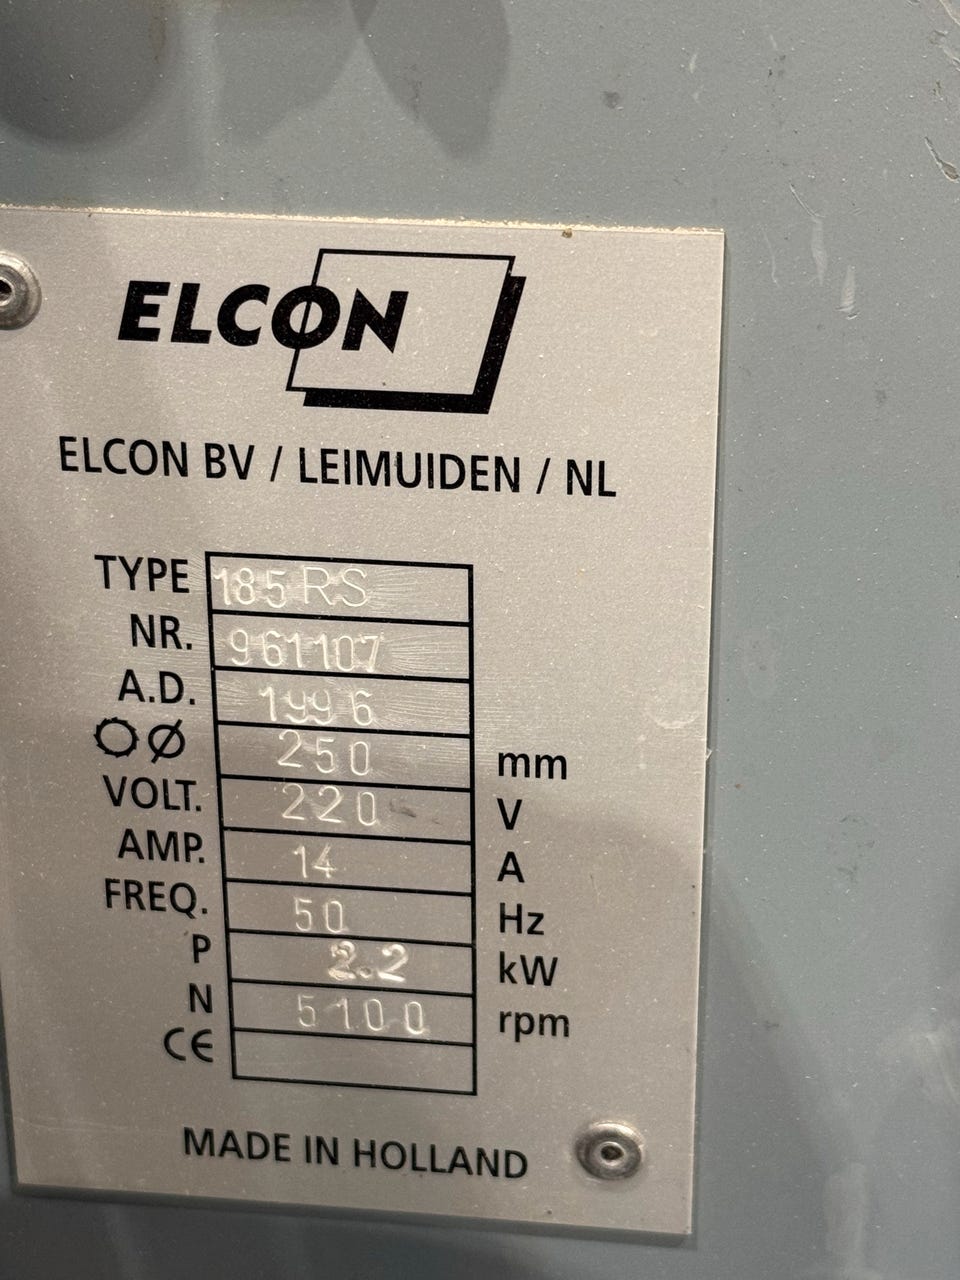 ELCON
ELCON BV / LEIMUIDEN / NL
TYPE 185 RS
NR. 961107
A.D. 1996
Ø 250 mm
VOLT. 220 V
AMP. 14 A
FREQ. 50 Hz
P 2.2 kW
N 5100 rpm
CE
MADE IN HOLLAND